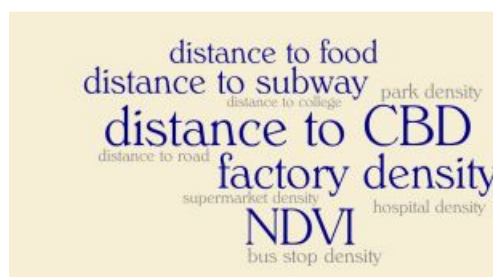 distance to food
distance to subway
park density
distance to college
distance to CBD
distance to road
factory density
supermarket density
hospital density
NDVI
bus stop density